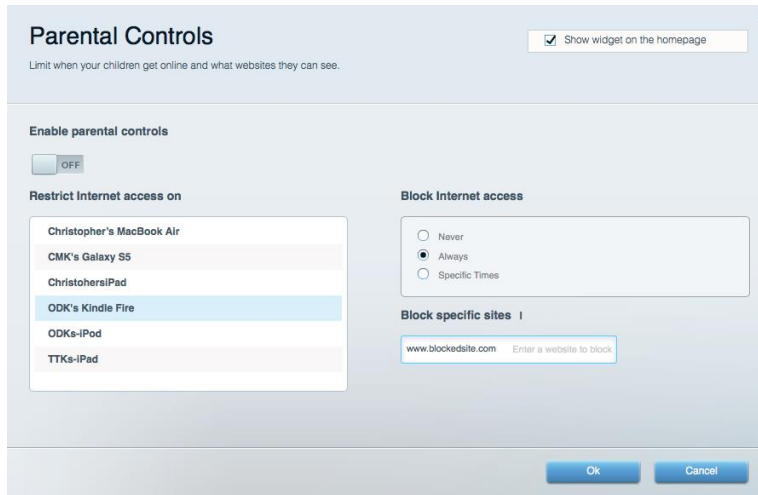 Parental Controls
Show widget on the homepage
Limit when your children get online and what websites they can see.
Enable parental controls
OFF
Restrict Internet access on
Christopher's MacBook Air
CMK's Galaxy S5
ChristohersiPad
ODK's Kindle Fire
ODKs-iPod
TTKs-iPad
Block Internet access
Never
Always
Specific Times
Block specific sites I
www.blockedsite.com Enter a website to block
Ok Cancel